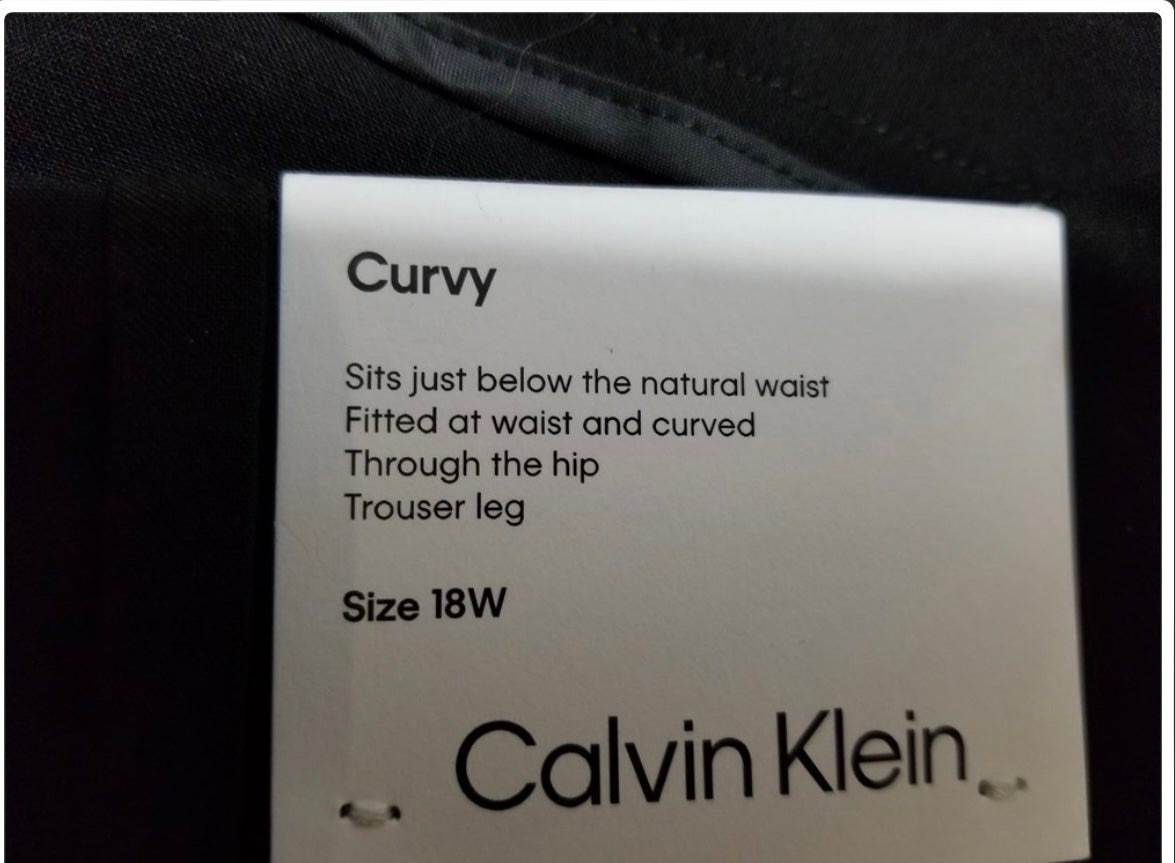 Curvy
Sits just below the natural waist
Fitted at waist and curved
Through the hip
Trouser leg
Size 18W
Calvin Klein